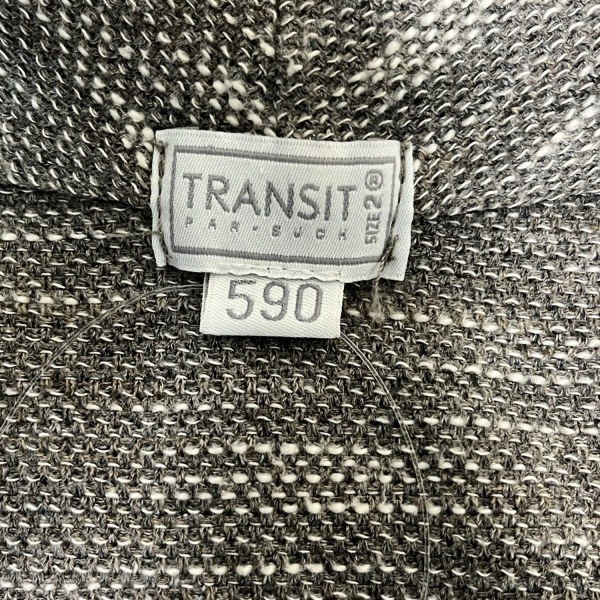 TRANSIT
PAR-SUCH
SIZE 2 ®
590